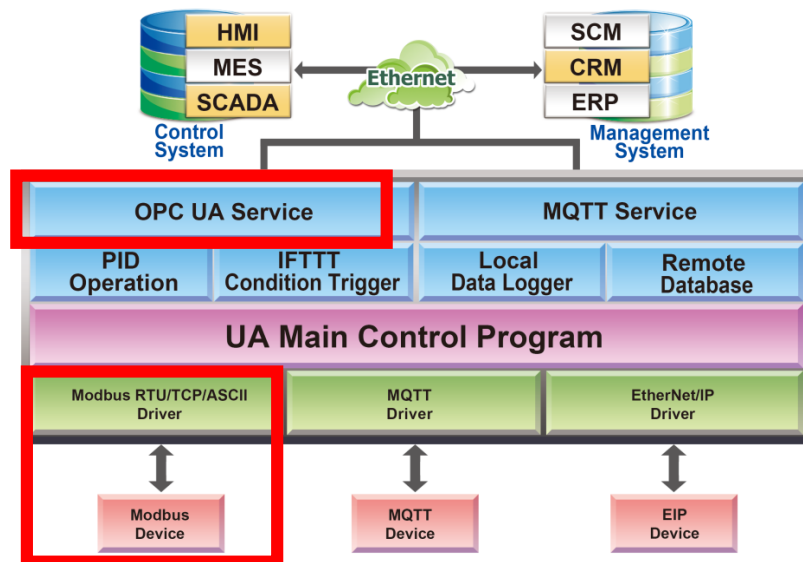 HMI
MES
SCADA
Control
System
Ethernet
SCM
CRM
ERP
Management
System
OPC UA Service
MQTT Service
PID
Operation
IFTTT
Condition Trigger
Local
Data Logger
Remote
Database
UA Main Control Program
Modbus RTU/TCP/ASCII
Driver
MQTT
Driver
EtherNet/IP
Driver
Modbus
Device
MQTT
Device
EIP
Device